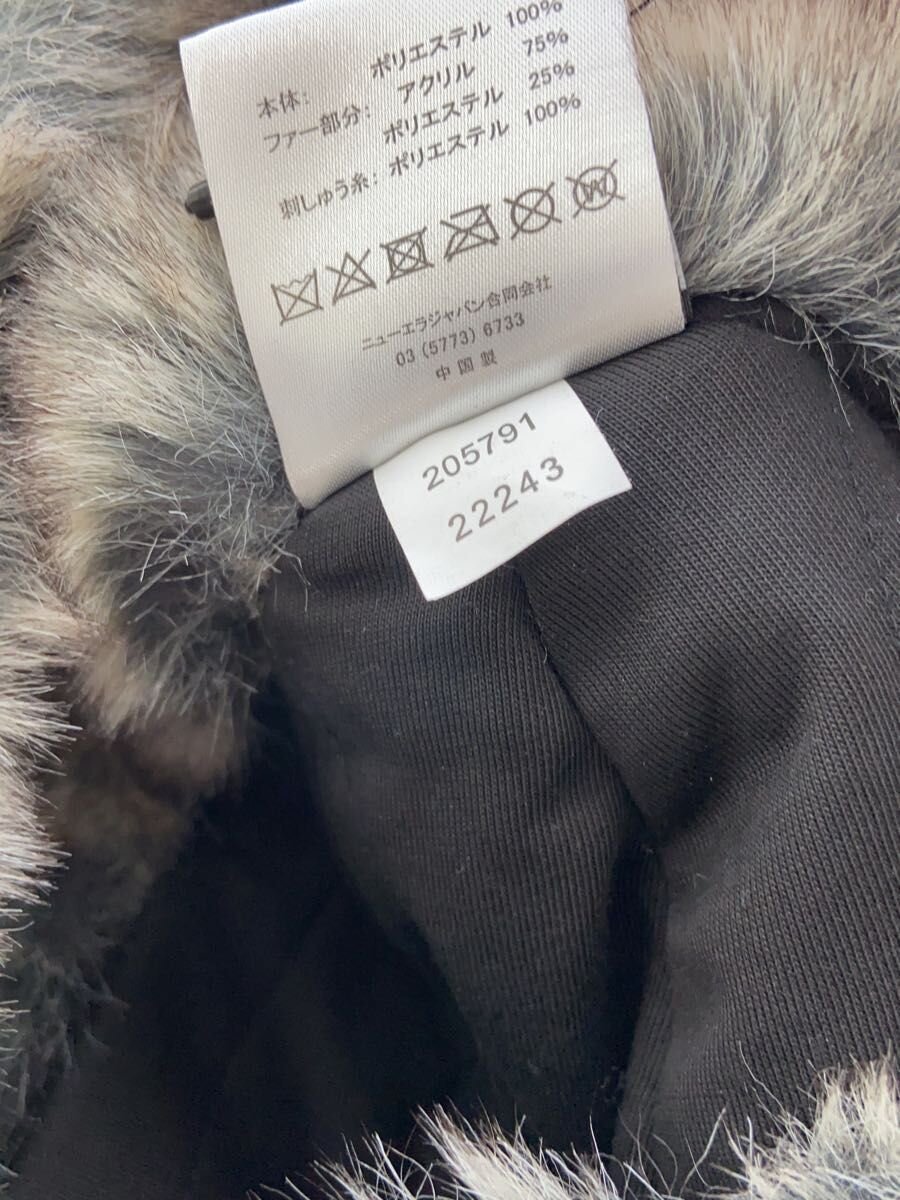 本体: ポリエステル 100%
ファー部分: アクリル 75%
ポリエステル 25%
刺しゅう糸: ポリエステル 100%
ニューエラジャパン合同会社
03 (5773) 6733
中国製
205791
22243